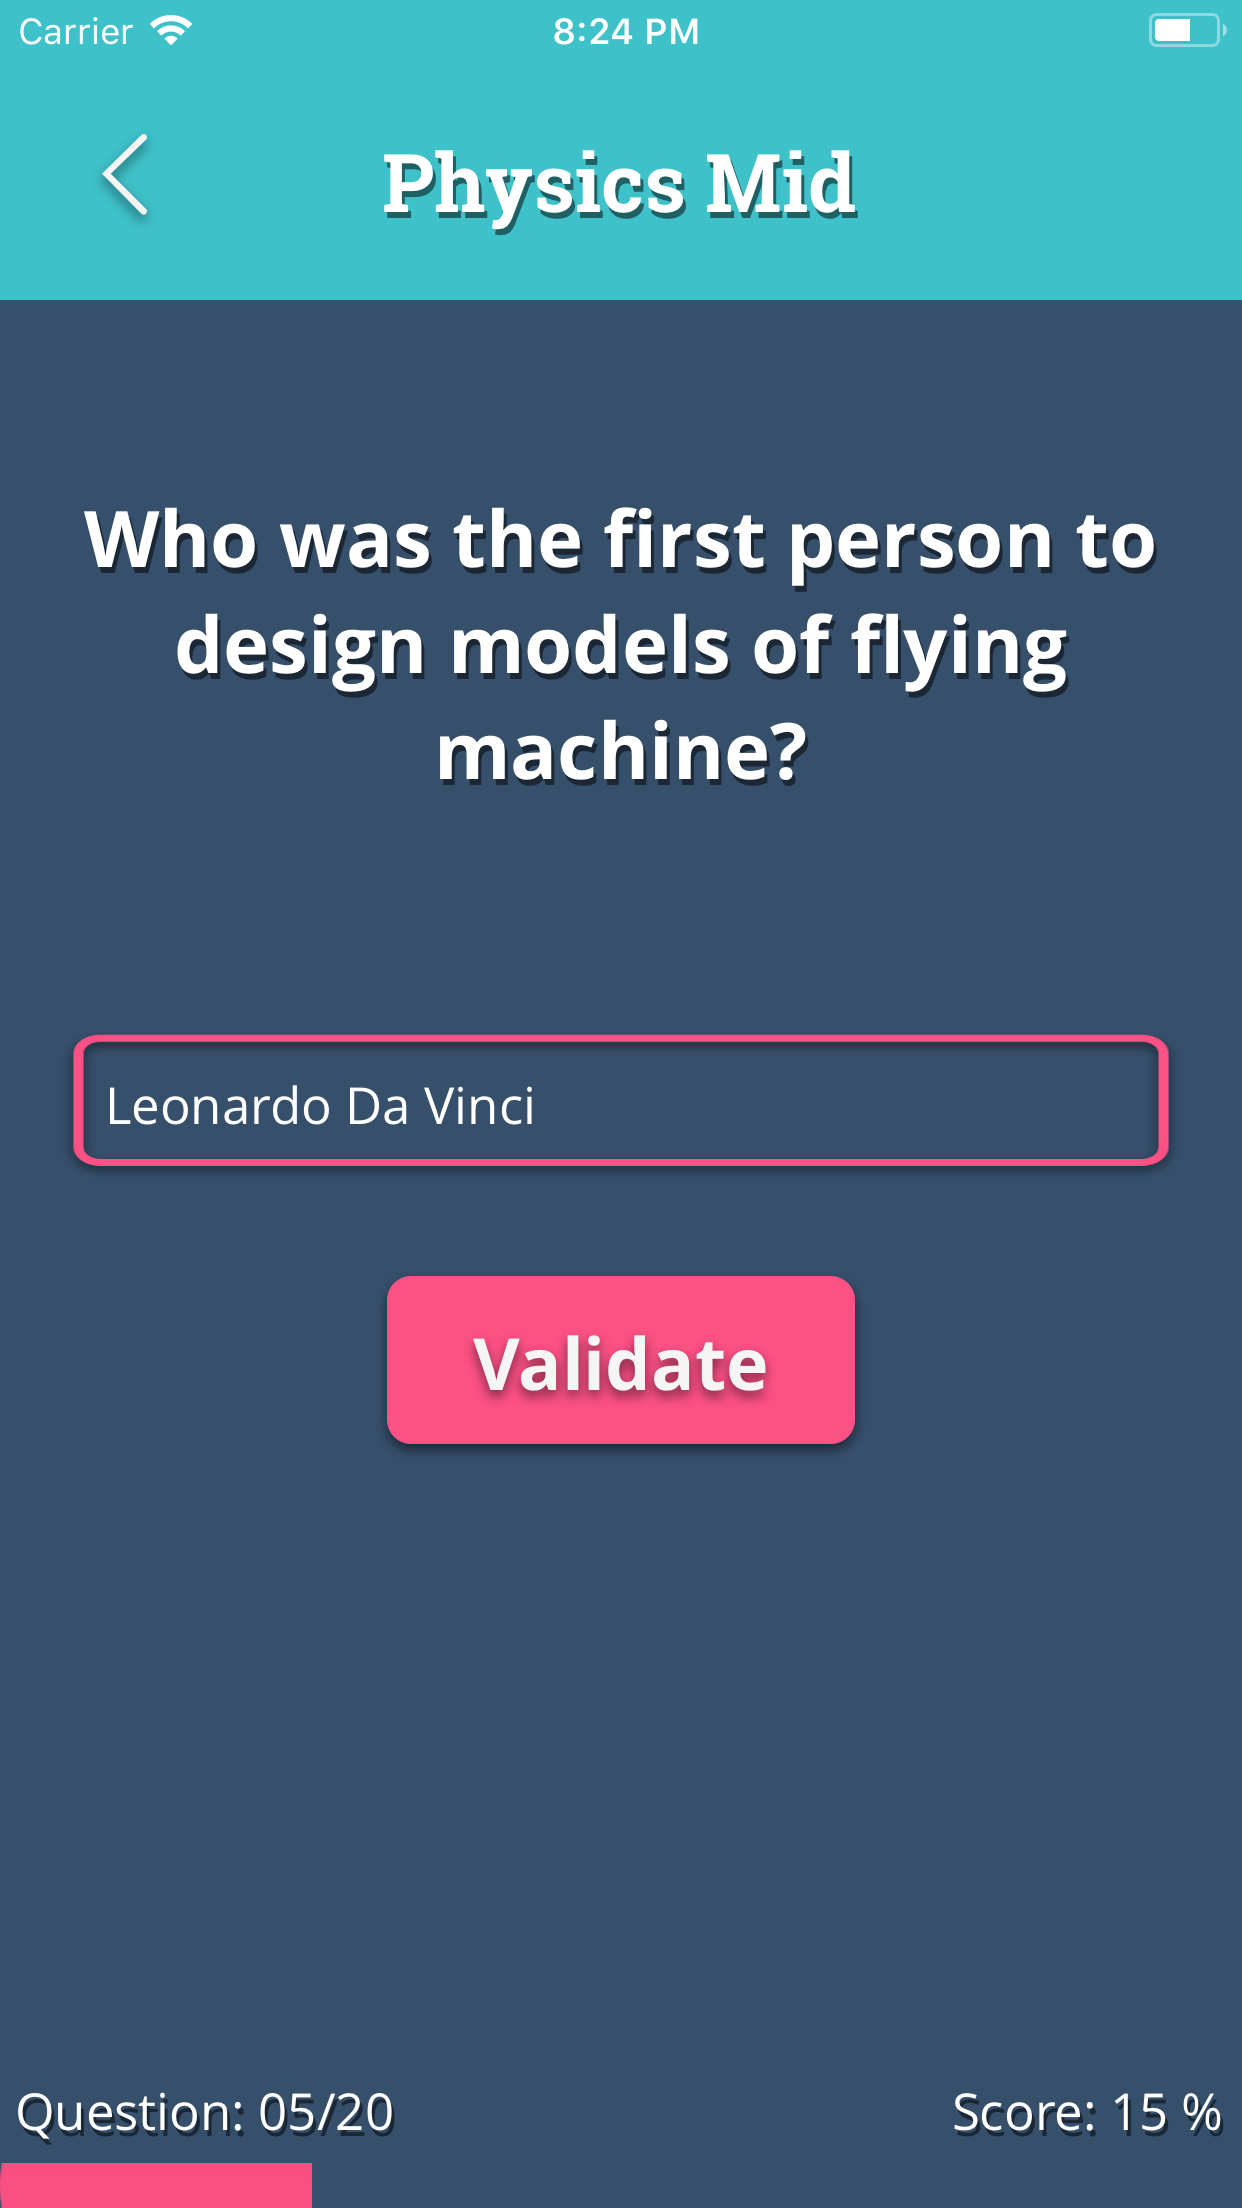 Carrier 8:24 PM
Physics Mid
Who was the first person to
design models of flying
machine?
Leonardo Da Vinci
Validate
Question: 05/20 Score: 15 %